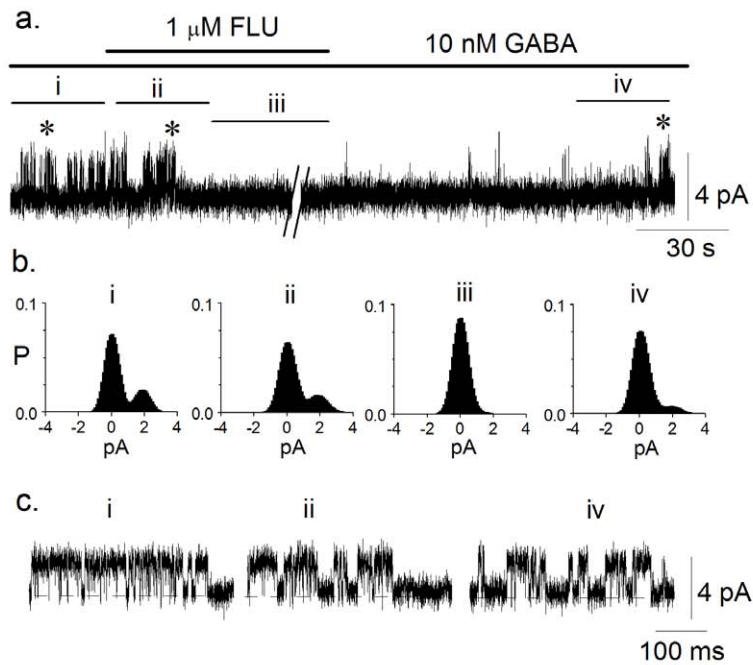 a.
1 μM FLU
10 nM GABA
i ii iii iv
* * *
4 pA
30 s
b.
i ii iii iv
0.1 0.1 0.1 0.1
P
0.0 0.0 0.0 0.0
-4 -2 0 2 4 -4 -2 0 2 4 -4 -2 0 2 4 -4 -2 0 2 4
pA pA pA pA
c.
i ii iv
4 pA
100 ms